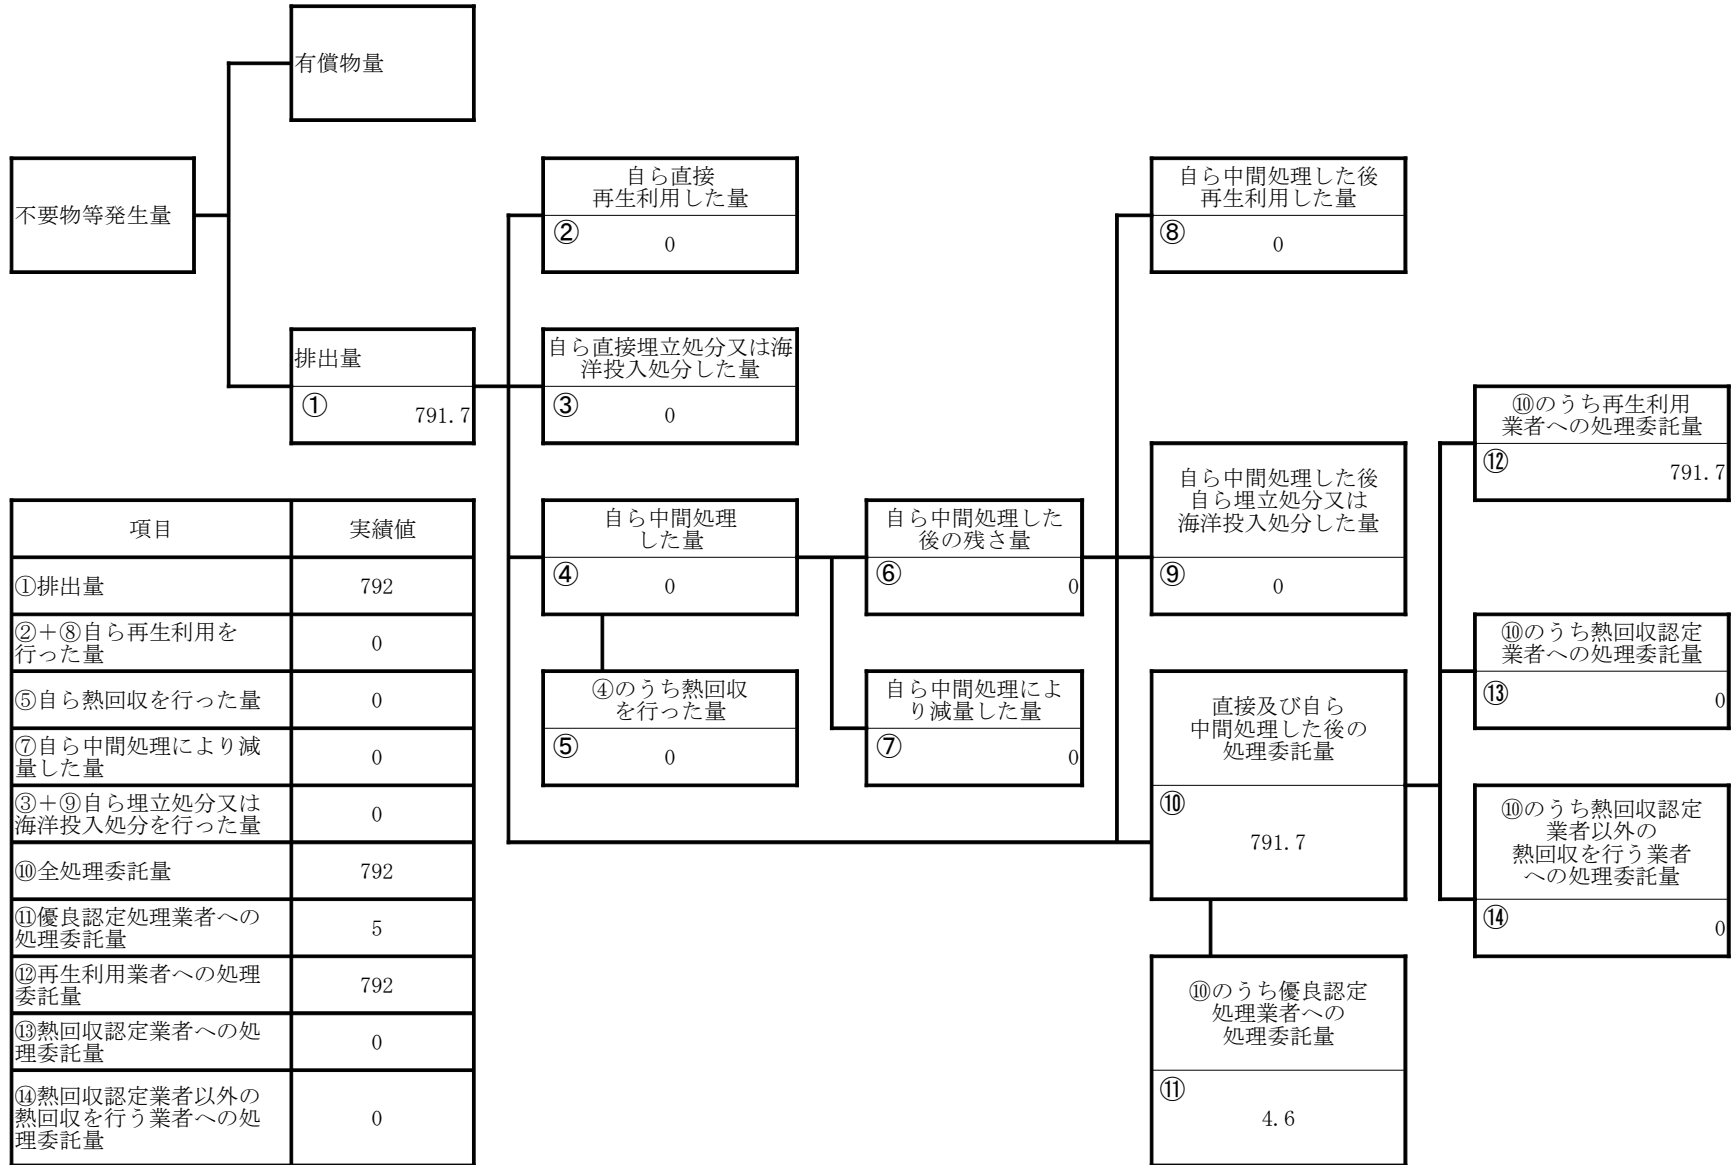 有償物量
不要物等発生量
自ら直接
再生利用した量
②
0
自ら中間処理した後
再生利用した量
⑧
0
排出量
①
791.7
自ら直接埋立処分又は海
洋投入処分した量
③
0
⑩のうち再生利用
業者への処理委託量
⑫
791.7
自ら中間処理
した量
④
0
自ら中間処理した
後の残さ量
⑥
0
自ら中間処理した後
自ら埋立処分又は
海洋投入処分した量
⑨
0
⑩のうち熱回収認定
業者への処理委託量
⑬
0
④のうち熱回収
を行った量
⑤
0
自ら中間処理によ
り減量した量
⑦
0
直接及び自ら
中間処理した後の
処理委託量
⑩
791.7
⑩のうち熱回収認定
業者以外の
熱回収を行う業者
への処理委託量
⑭
0
⑩のうち優良認定
処理業者への
処理委託量
⑪
4.6
項目 実績値
①排出量 792
②＋⑧自ら再生利用を
行った量 0
⑤自ら熱回収を行った量 0
⑦自ら中間処理により減
量した量 0
③＋⑨自ら埋立処分又は
海洋投入処分を行った量 0
⑩全処理委託量 792
⑪優良認定処理業者への
処理委託量 5
⑫再生利用業者への処理
委託量 792
⑬熱回収認定業者への処
理委託量 0
⑭熱回収認定業者以外の
熱回収を行う業者への処
理委託量 0